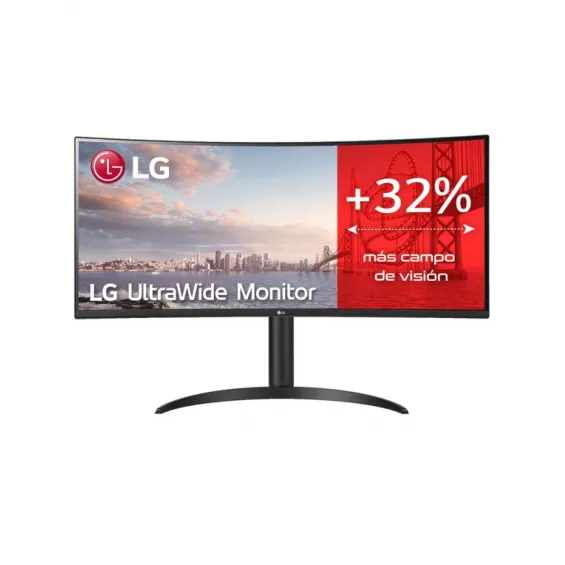 LG
LG UltraWide Monitor
+32%
más campo
de visión
LG